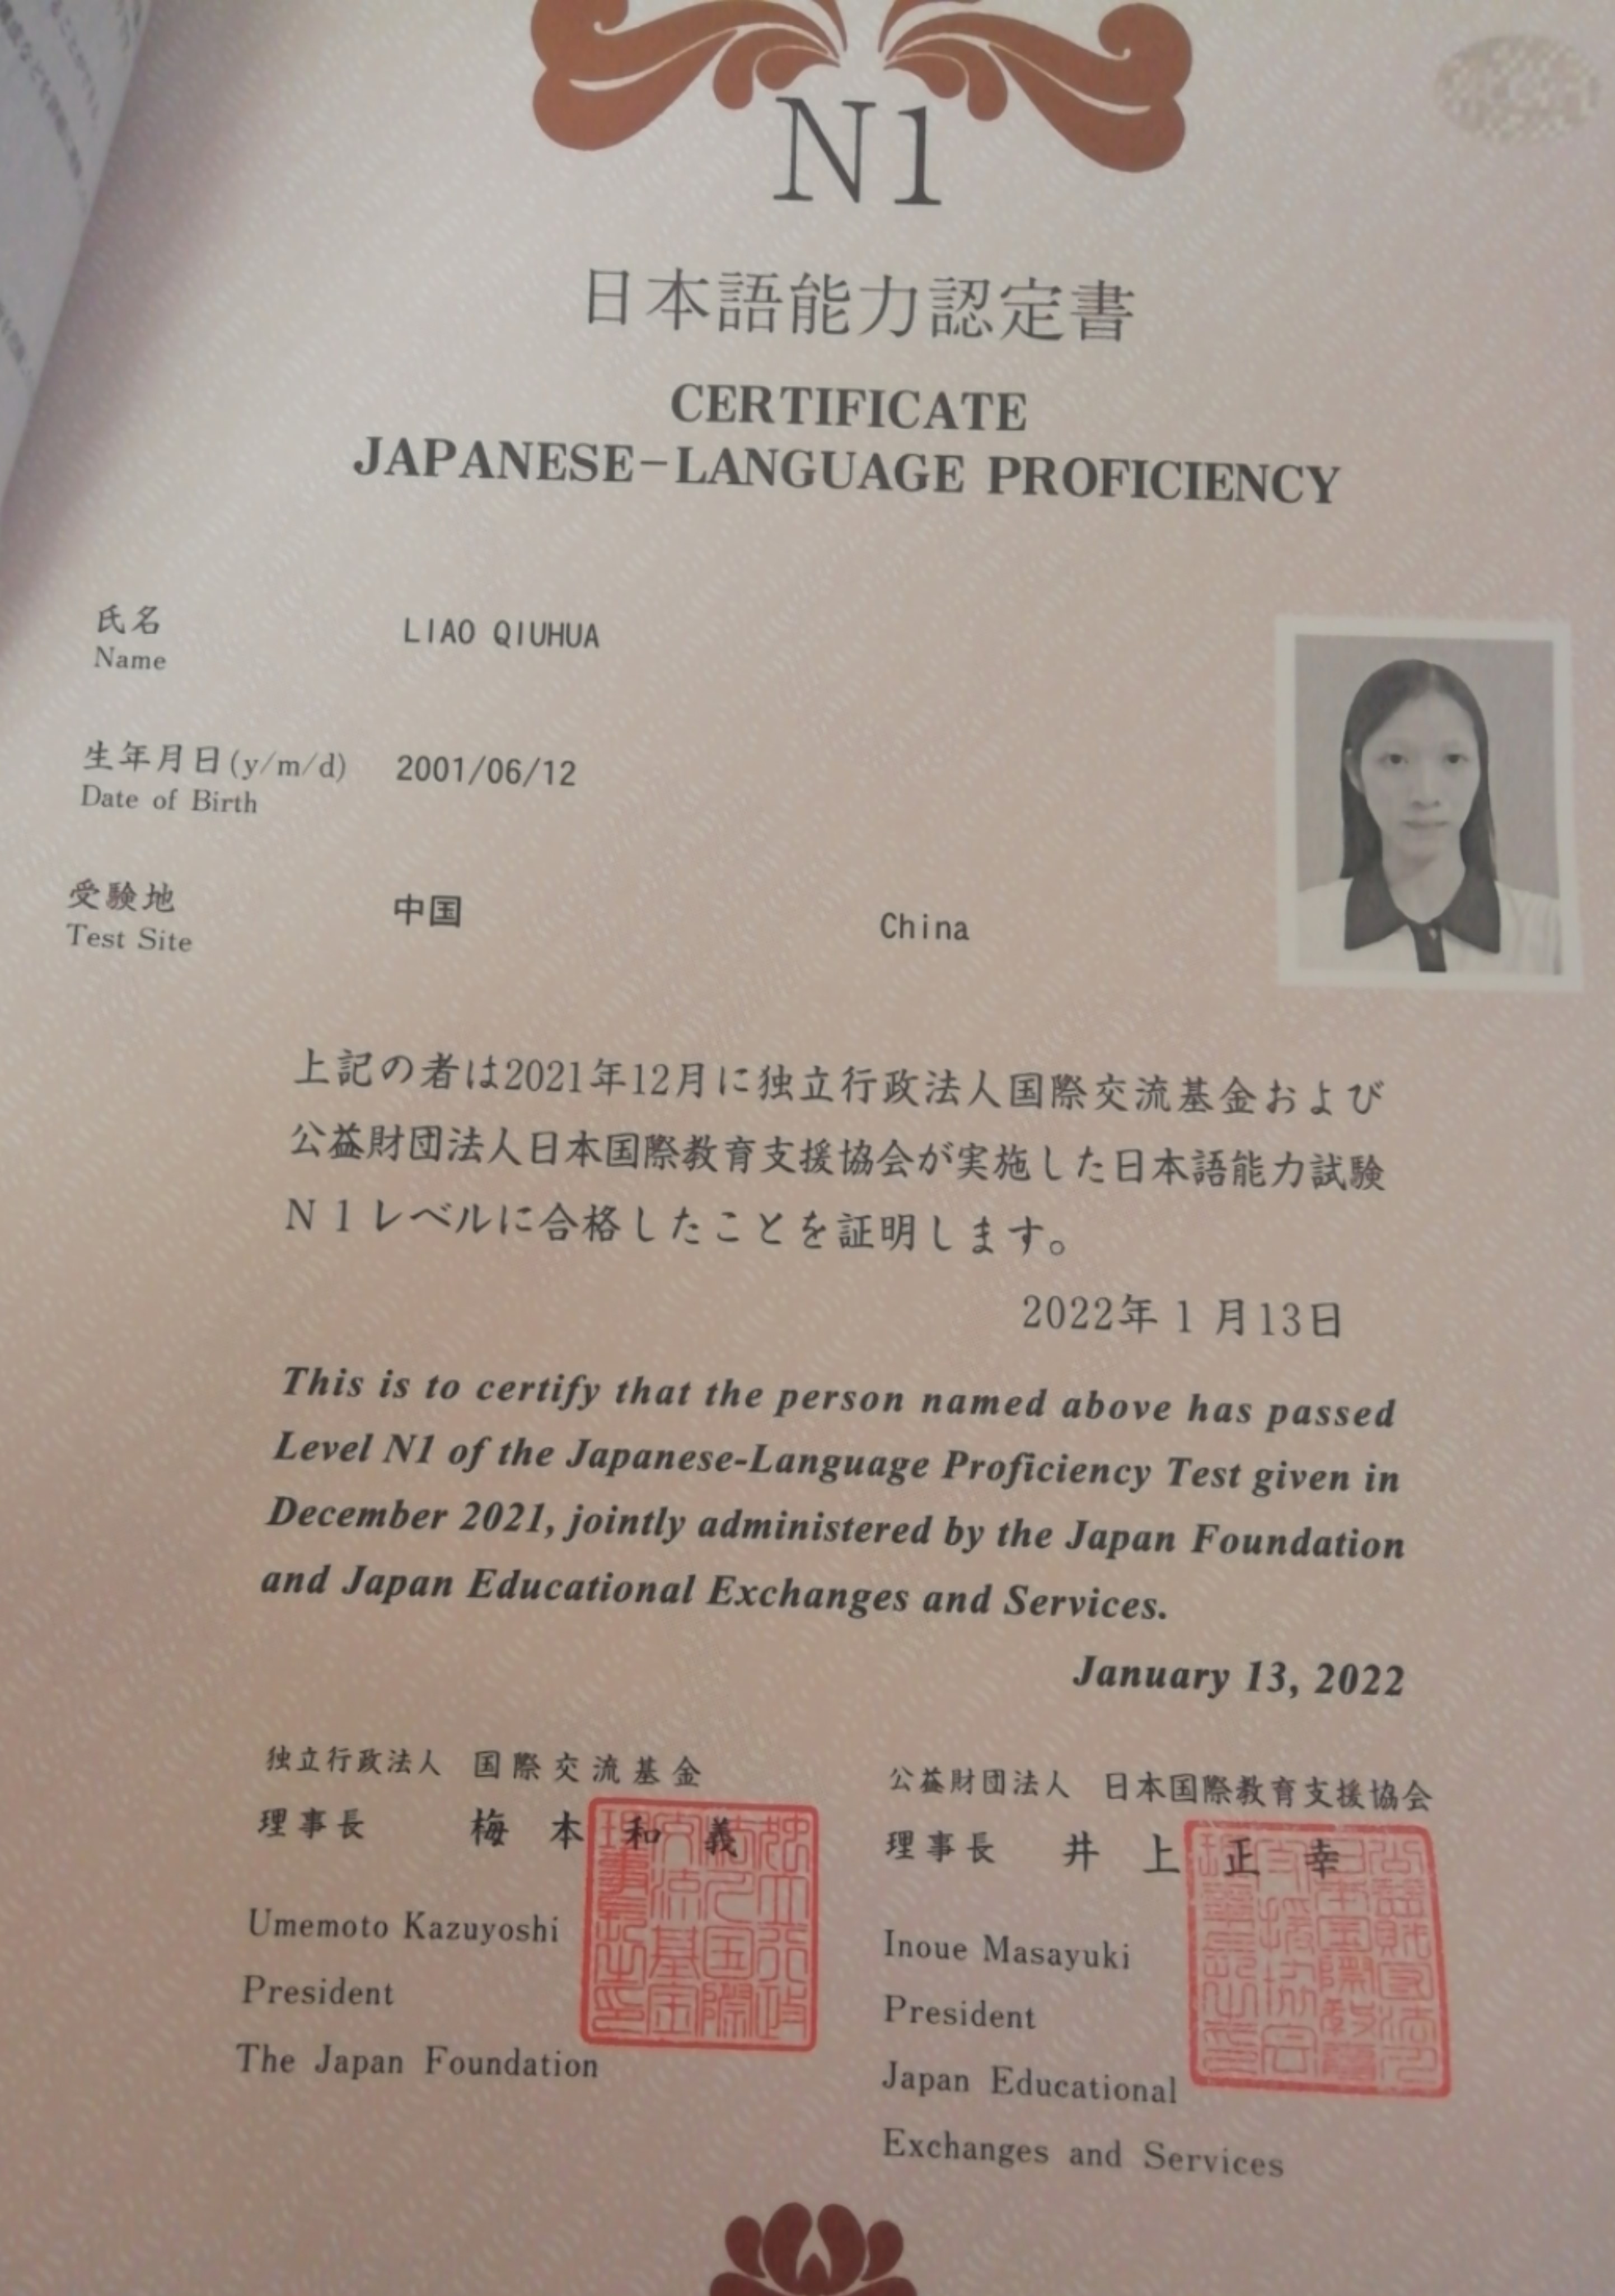 N1
日本語能力認定書
CERTIFICATE
JAPANESE-LANGUAGE PROFICIENCY
氏名 LIAO QIUHUA
Name
生年月日(y/m/d) 2001/06/12
Date of Birth
受験地 中国 China
Test Site
上記の者は2021年12月に独立行政法人国際交流基金および
公益財団法人日本国際教育支援協会が実施した日本語能力試験
N1レベルに合格したことを証明します。
2022年1月13日
This is to certify that the person named above has passed
Level N1 of the Japanese-Language Proficiency Test given in
December 2021, jointly administered by the Japan Foundation
and Japan Educational Exchanges and Services.
January 13, 2022
独立行政法人 国際交流基金
理事長 梅本和義
Umemoto Kazuyoshi
President
The Japan Foundation
公益財団法人 日本国際教育支援協会
理事長 井上正幸
Inoue Masayuki
President
Japan Educational
Exchanges and Services